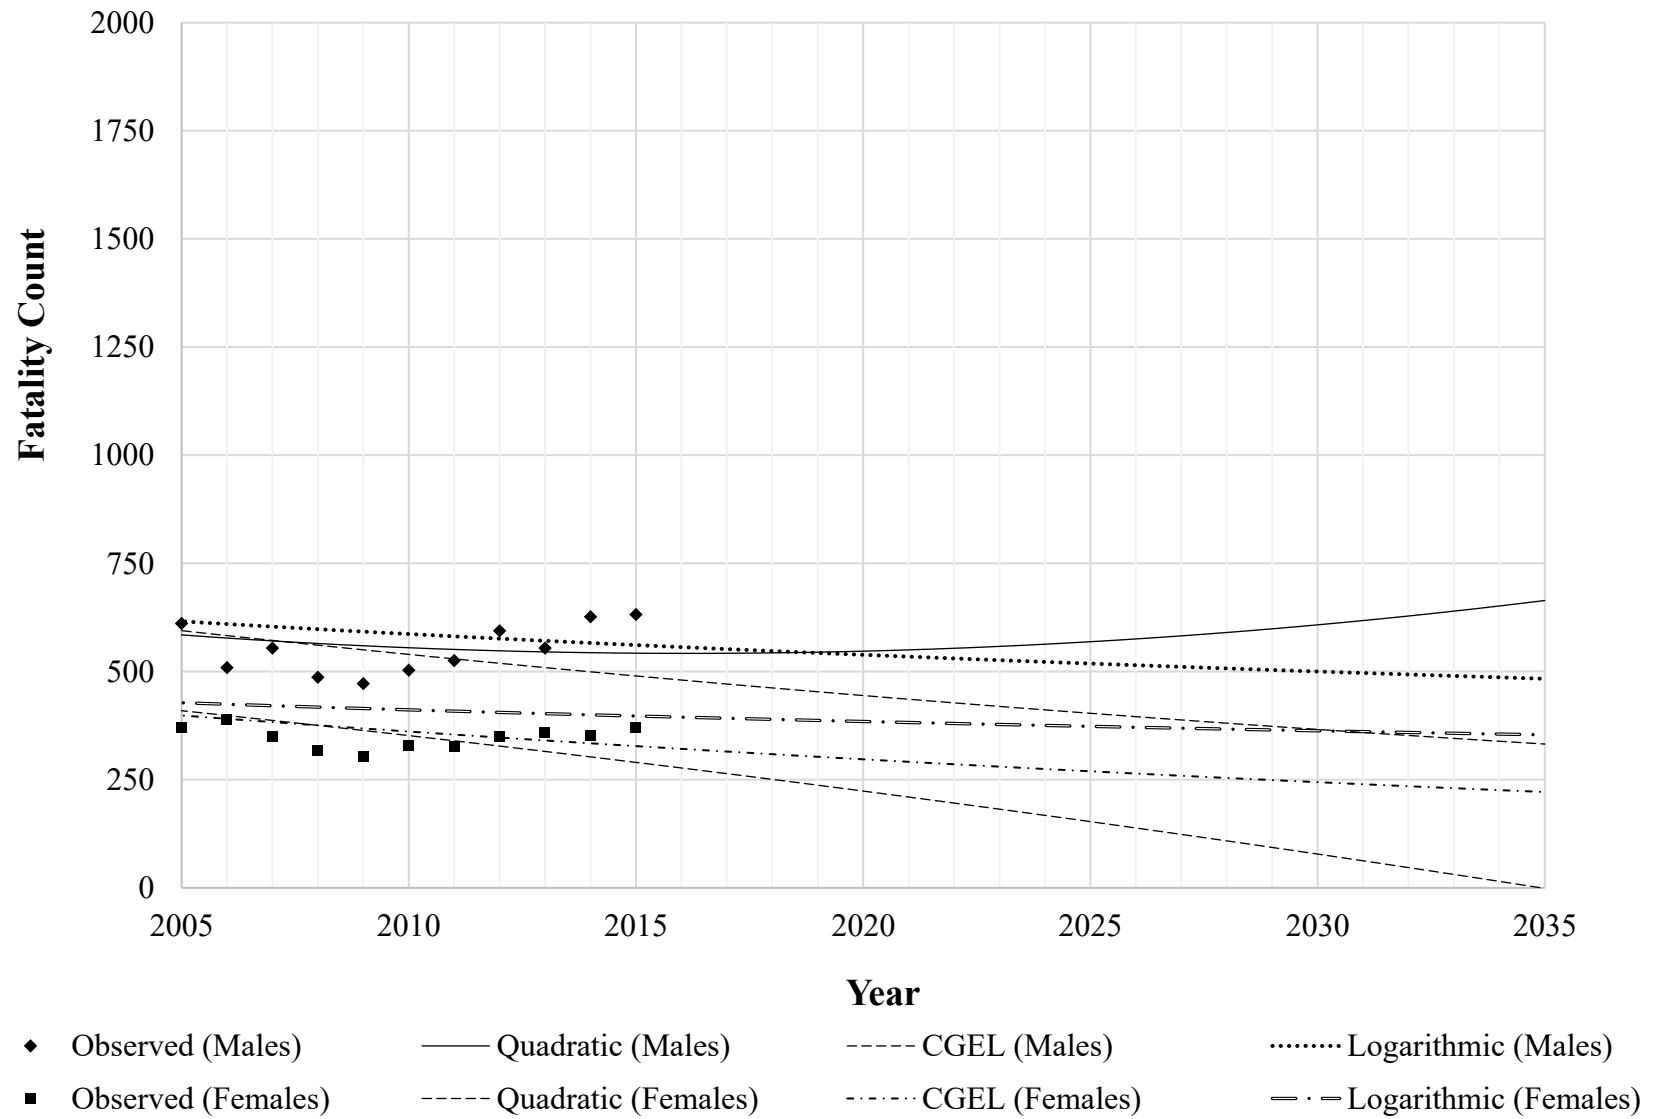 2000
1750
1500
1250
1000
750
500
250
0
Fatality Count
2005 2010 2015 2020 2025 2030 2035
Year
Observed (Males) Quadratic (Males) CGEL (Males) Logarithmic (Males)
Observed (Females) Quadratic (Females) CGEL (Females) Logarithmic (Females)